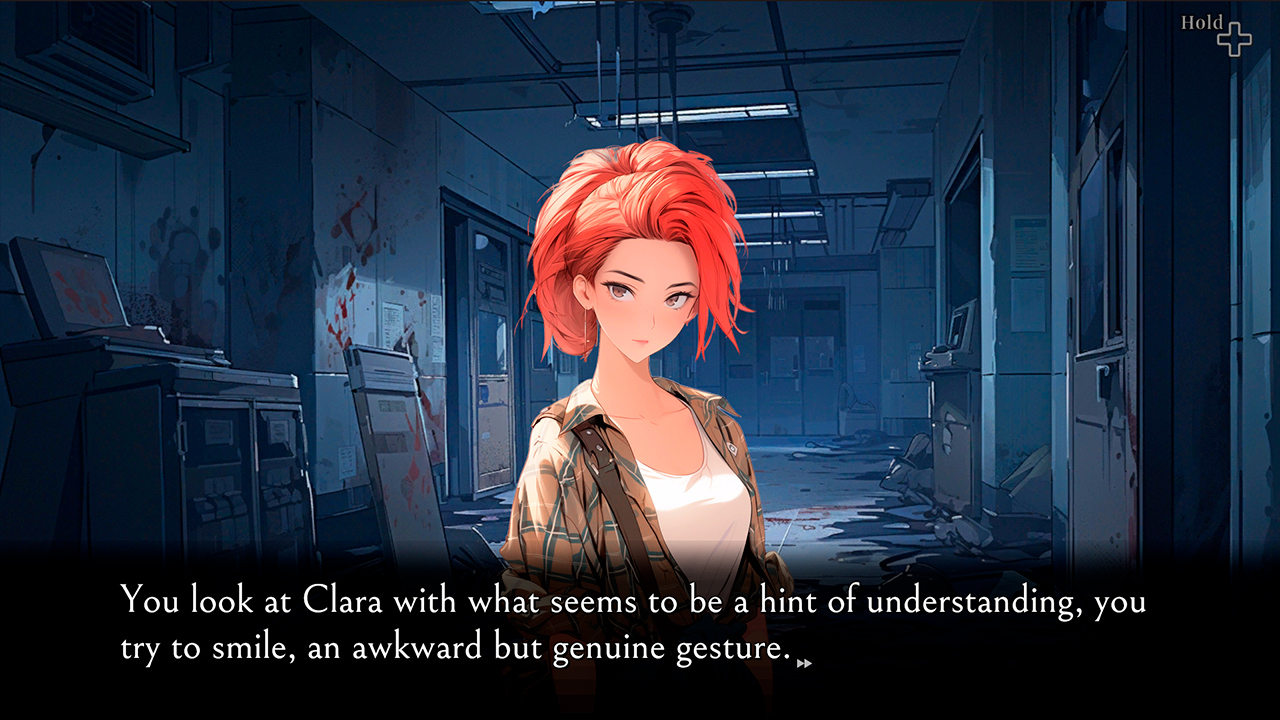 Hold
You look at Clara with what seems to be a hint of understanding, you
try to smile, an awkward but genuine gesture.